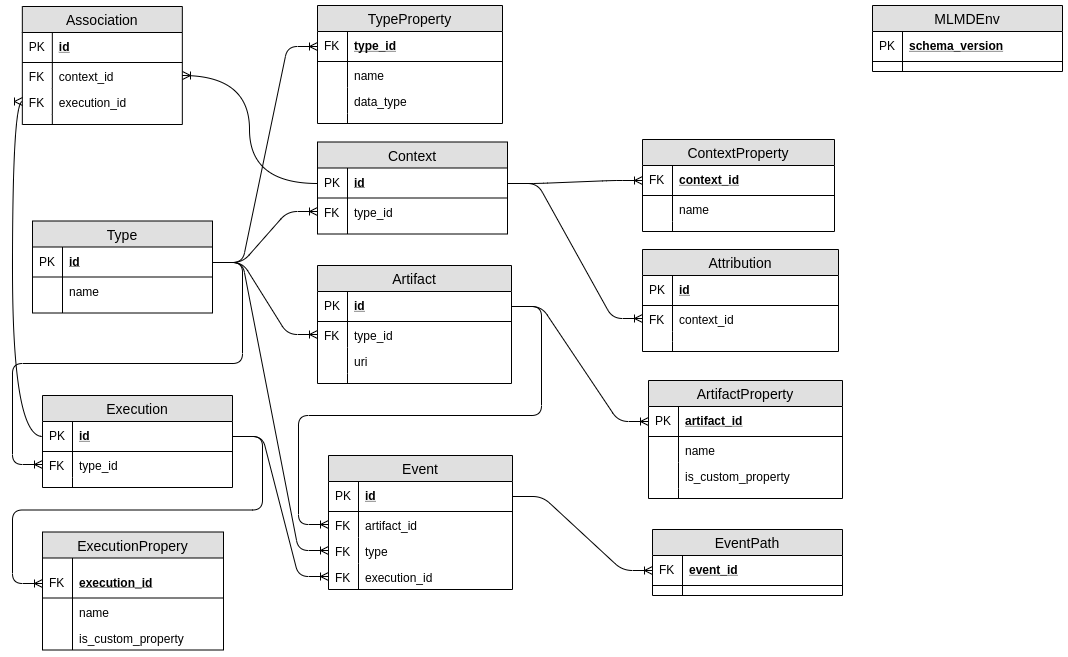 Association
PK id
FK context_id
FK execution_id
TypeProperty
FK type_id
name
data_type
MLMDEnv
PK schema_version
Context
PK id
FK type_id
ContextProperty
FK context_id
name
Type
PK id
name
Artifact
PK id
FK type_id
uri
Attribution
PK id
FK context_id
Execution
PK id
FK type_id
ArtifactProperty
PK artifact_id
name
is_custom_property
Event
PK id
FK artifact_id
FK type
FK execution_id
EventPath
FK event_id
ExecutionPropery
FK execution_id
name
is_custom_property